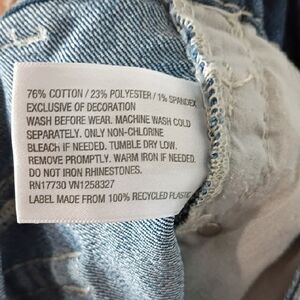 76% COTTON / 23% POLYESTER / 1% SPANDEX
EXCLUSIVE OF DECORATION
WASH BEFORE WEAR. MACHINE WASH COLD
SEPARATELY. ONLY NON-CHLORINE
BLEACH IF NEEDED. TUMBLE DRY LOW.
REMOVE PROMPTLY. WARM IRON IF NEEDED.
DO NOT IRON RHINESTONES.
RN17730 VN1258327
LABEL MADE FROM 100% RECYCLED PLASTIC